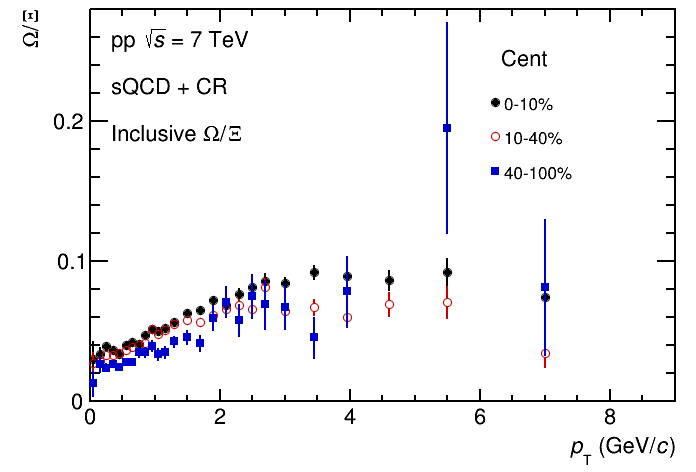 Ω/Ξ
pp √s = 7 TeV
sQCD + CR
Inclusive Ω/Ξ
Cent
0-10%
10-40%
40-100%
0.2
0.1
0
0 2 4 6 8
p_T (GeV/c)